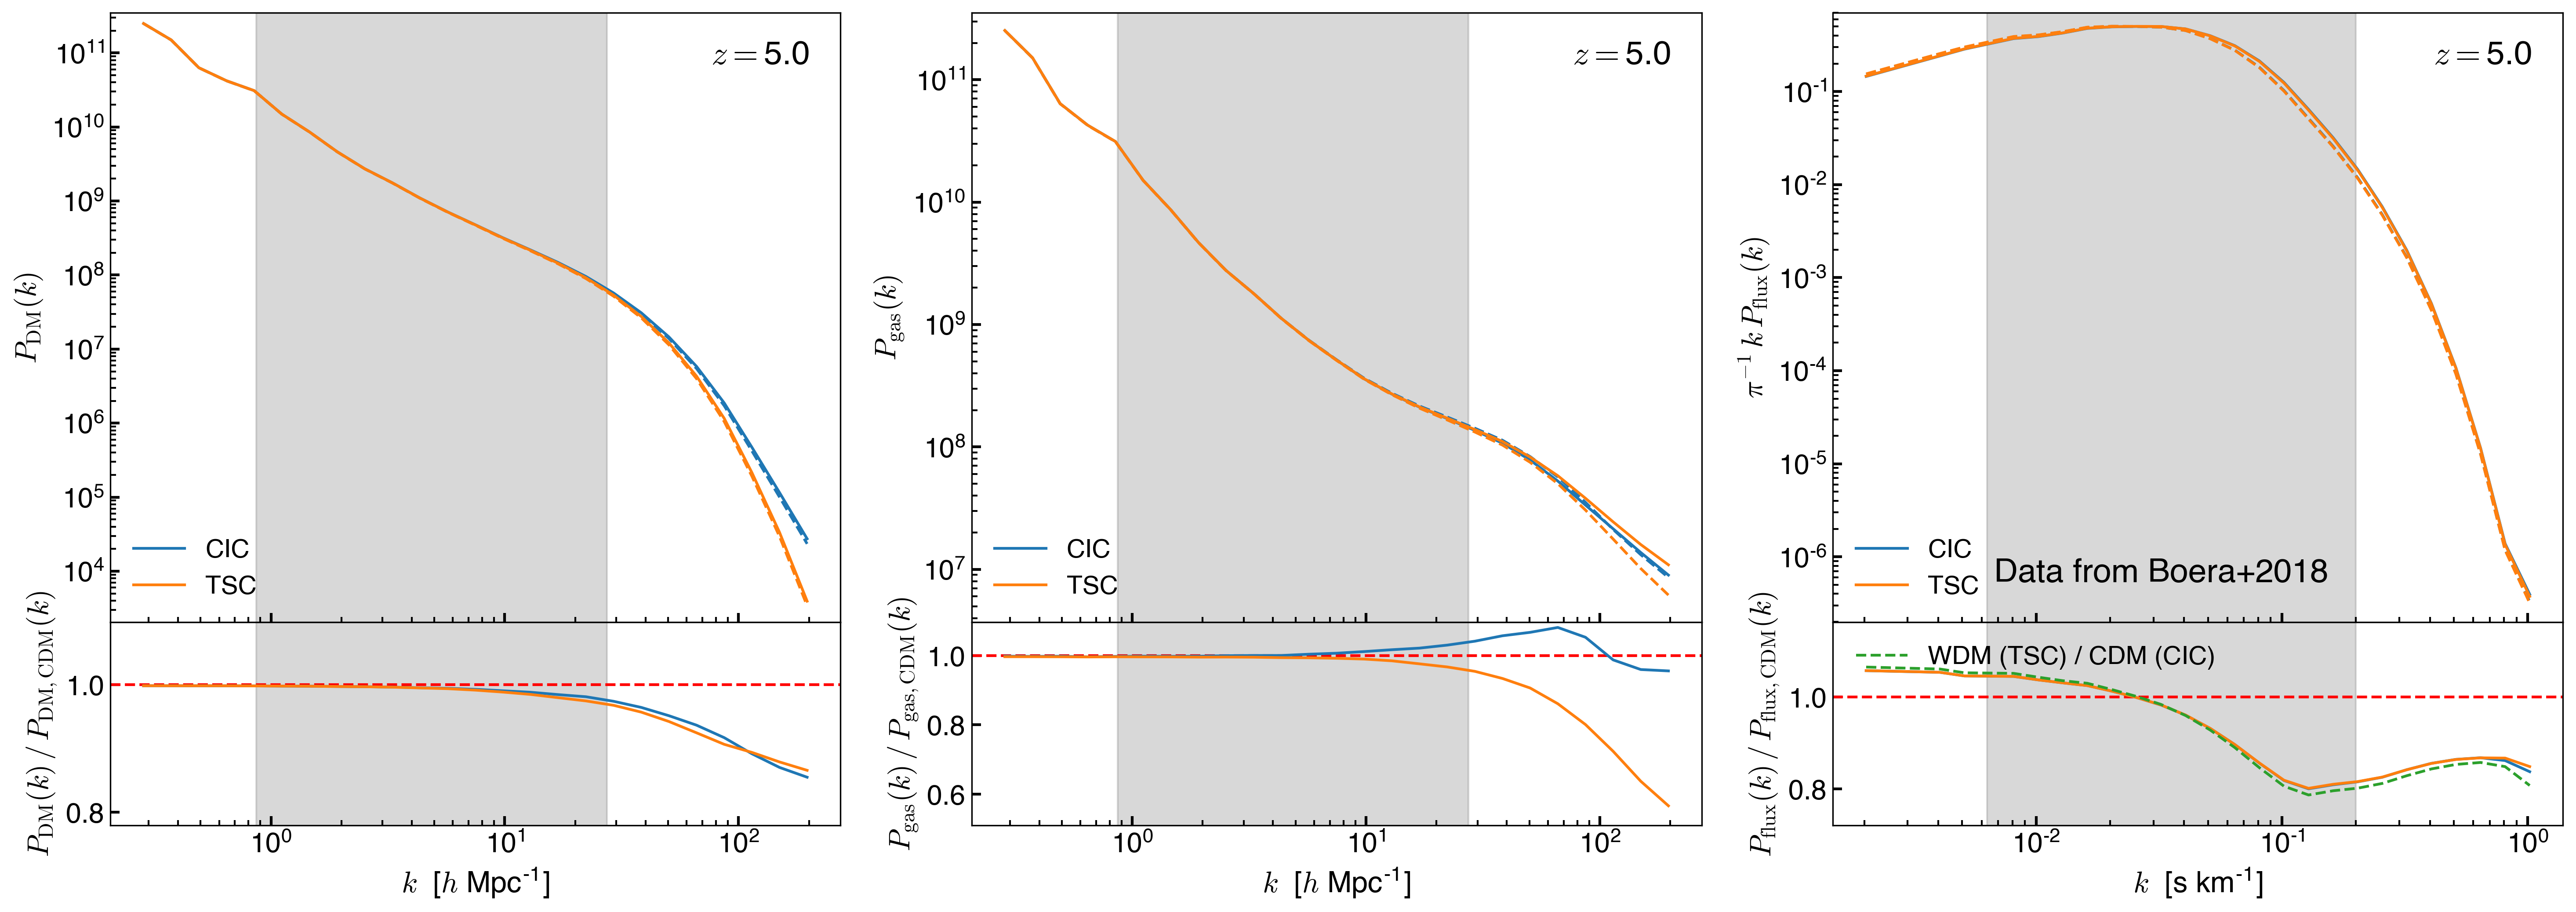 P_DM(k)
10^11
10^10
10^9
10^8
10^7
10^6
10^5
10^4
z = 5.0
CIC
TSC
P_DM(k) / P_DM,CDM(k)
1.0
0.8
10^0 10^1 10^2
k [h Mpc^-1]
P_gas(k)
10^11
10^10
10^9
10^8
10^7
z = 5.0
CIC
TSC
P_gas(k) / P_gas,CDM(k)
1.0
0.8
0.6
10^0 10^1 10^2
k [h Mpc^-1]
π^-1 k P_flux(k)
10^-1
10^-2
10^-3
10^-4
10^-5
10^-6
z = 5.0
CIC
TSC
Data from Boera+2018
P_flux(k) / P_flux,CDM(k)
1.0
0.8
WDM (TSC) / CDM (CIC)
10^-2 10^-1 10^0
k [s km^-1]